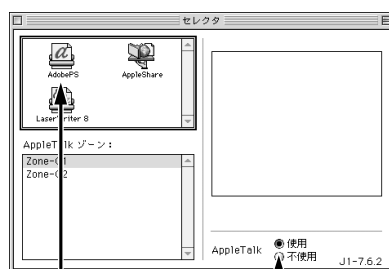 セレクタ
AdobePS
AppleShare
LaserWriter 8
AppleTalk ゾーン：
Zone-01
Zone-02
AppleTalk
使用
不使用
J1-7.6.2